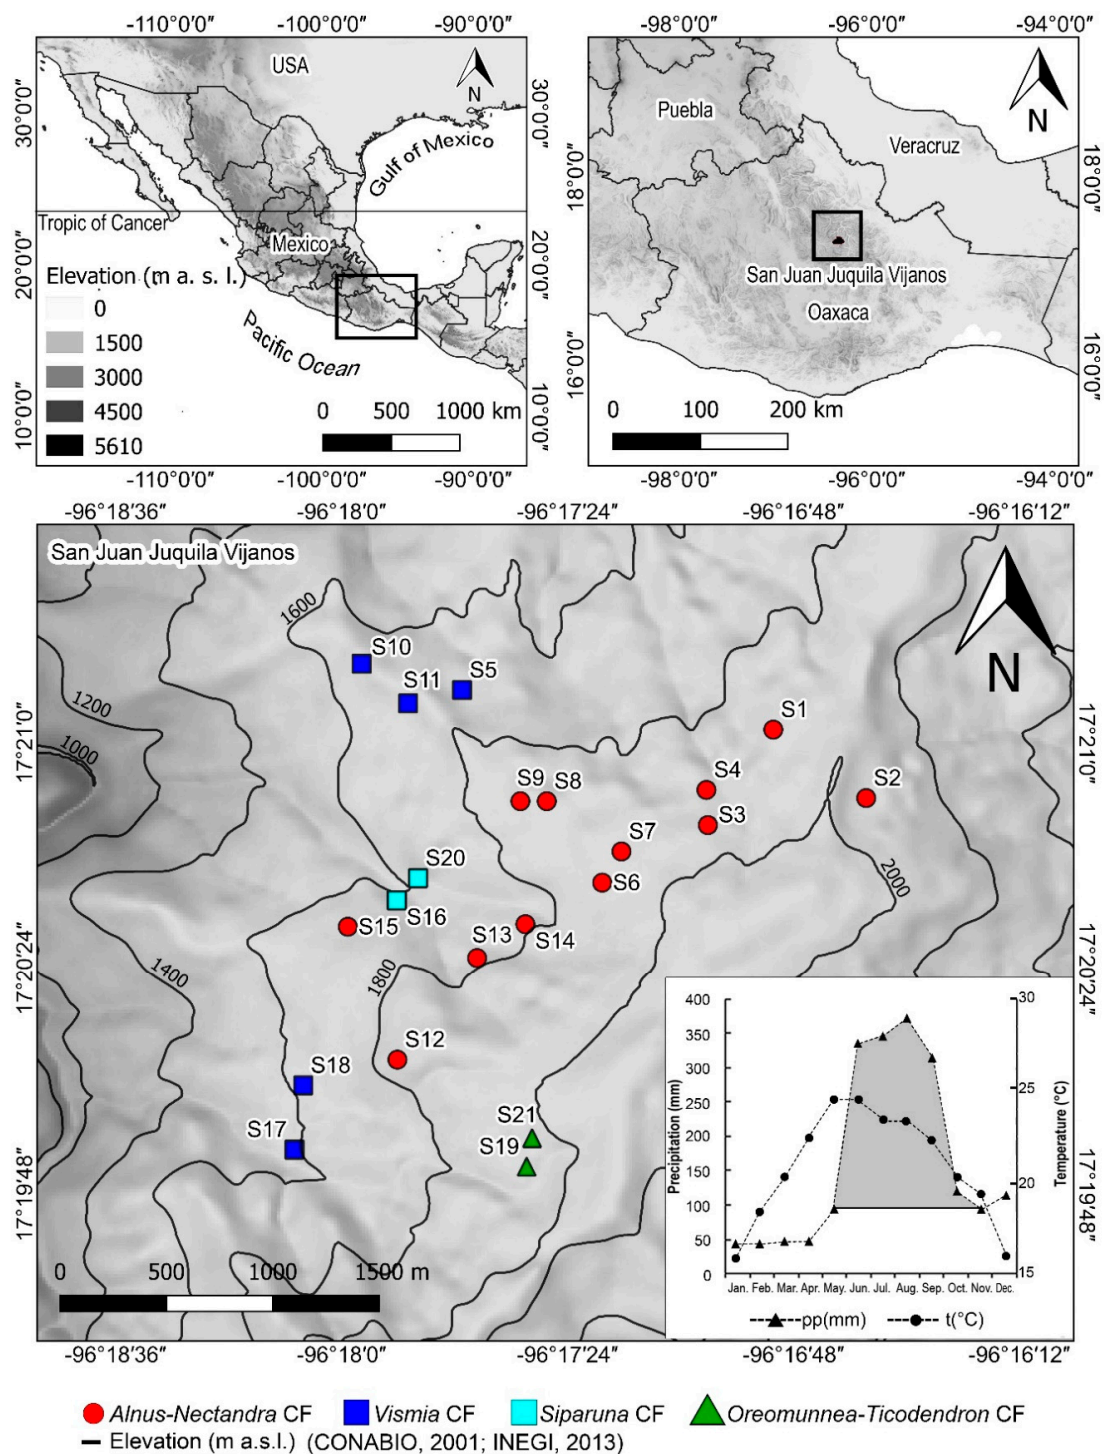 -110°0'0" -100°0'0" -90°0'0"
USA
N
30°0'0" 30°0'0"
Gulf of Mexico
Tropic of Cancer
Mexico
20°0'0" 20°0'0"
Elevation (m a. s. l.)
0
1500
3000
4500
5610
Pacific Ocean
0 500 1000 km
10°0'0" 10°0'0"
-110°0'0" -100°0'0" -90°0'0"
-98°0'0" -96°0'0" -94°0'0"
N
Puebla
Veracruz
18°0'0" 18°0'0"
San Juan Juquila Vijanos
Oaxaca
19°0'0" 16°0'0"
0 100 200 km
-98°0'0" -96°0'0" -94°0'0"
-96°18'36" -96°18'0" -96°17'24" -96°16'48" -96°16'12"
San Juan Juquila Vijanos
N
1600
S10
S11 S5
1200
1000
S1
17°21'0" 17°21'0"
S4
S9 S8 S2
S3
S7
S20
S6
2000
S16
S15
S14
S13
17°20'24" 17°20'24"
1400
1800
S12
S18
S17
S21
S19
17°19'48" 17°19'48"
0 500 1000 1500 m
Precipitation (mm)
400
350
300
250
200
150
100
50
0
Temperature (°C)
30
25
20
15
Jan. Feb. Mar. Apr. May. Jun. Jul. Aug. Sep. Oct. Nov. Dec.
pp(mm) t(°C)
-96°18'36" -96°18'0" -96°17'24" -96°16'48" -96°16'12"
Alnus-Nectandra CF Vismia CF Siparuna CF Oreomunnea-Ticodendron CF
Elevation (m a.s.l.) (CONABIO, 2001; INEGI, 2013)